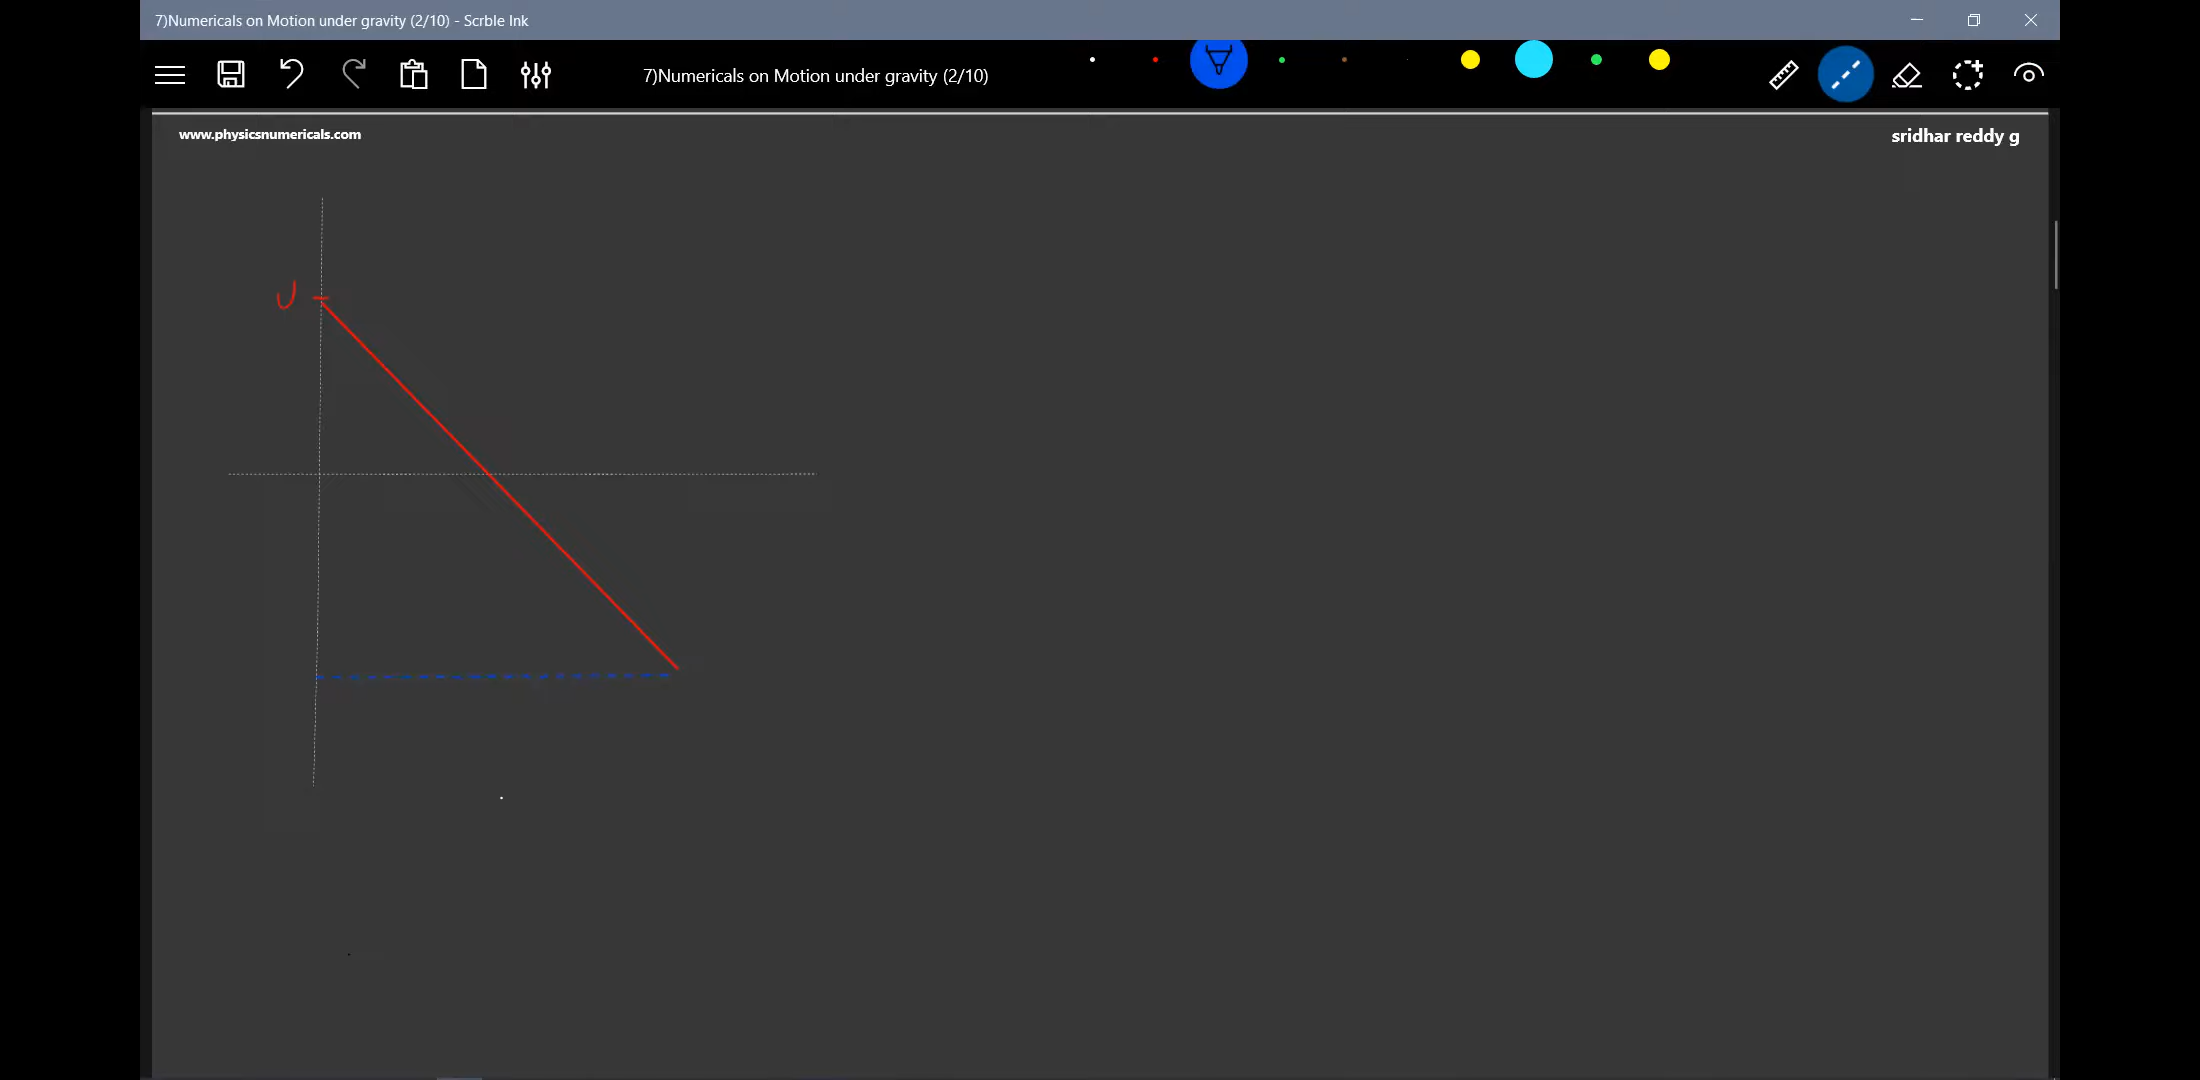 7)Numericals on Motion under gravity (2/10) - Scrble Ink
7)Numericals on Motion under gravity (2/10)
www.physicsnumericals.com
sridhar reddy g
U